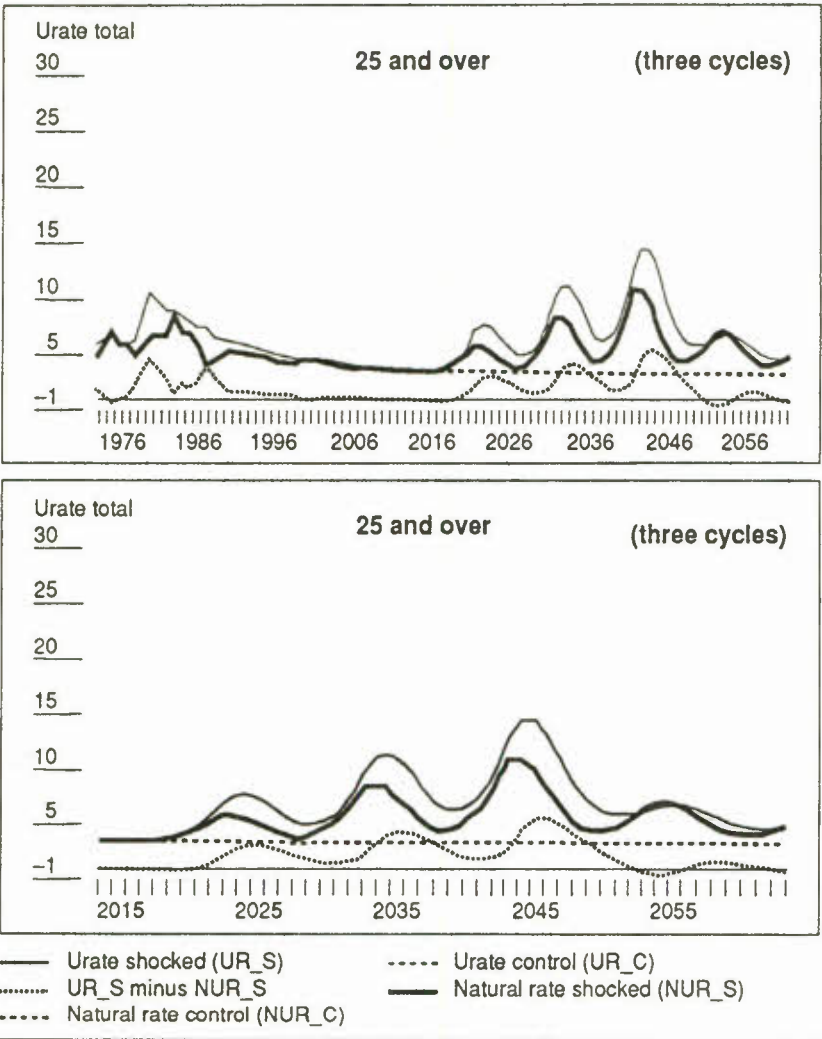 Urate total
25 and over (three cycles)
30
25
20
15
10
5
–1
1976 1986 1996 2006 2016 2026 2036 2046 2056
Urate total
25 and over (three cycles)
30
25
20
15
10
5
–1
2015 2025 2035 2045 2055
Urate shocked (UR_S) Urate control (UR_C)
UR_S minus NUR_S Natural rate shocked (NUR_S)
Natural rate control (NUR_C)